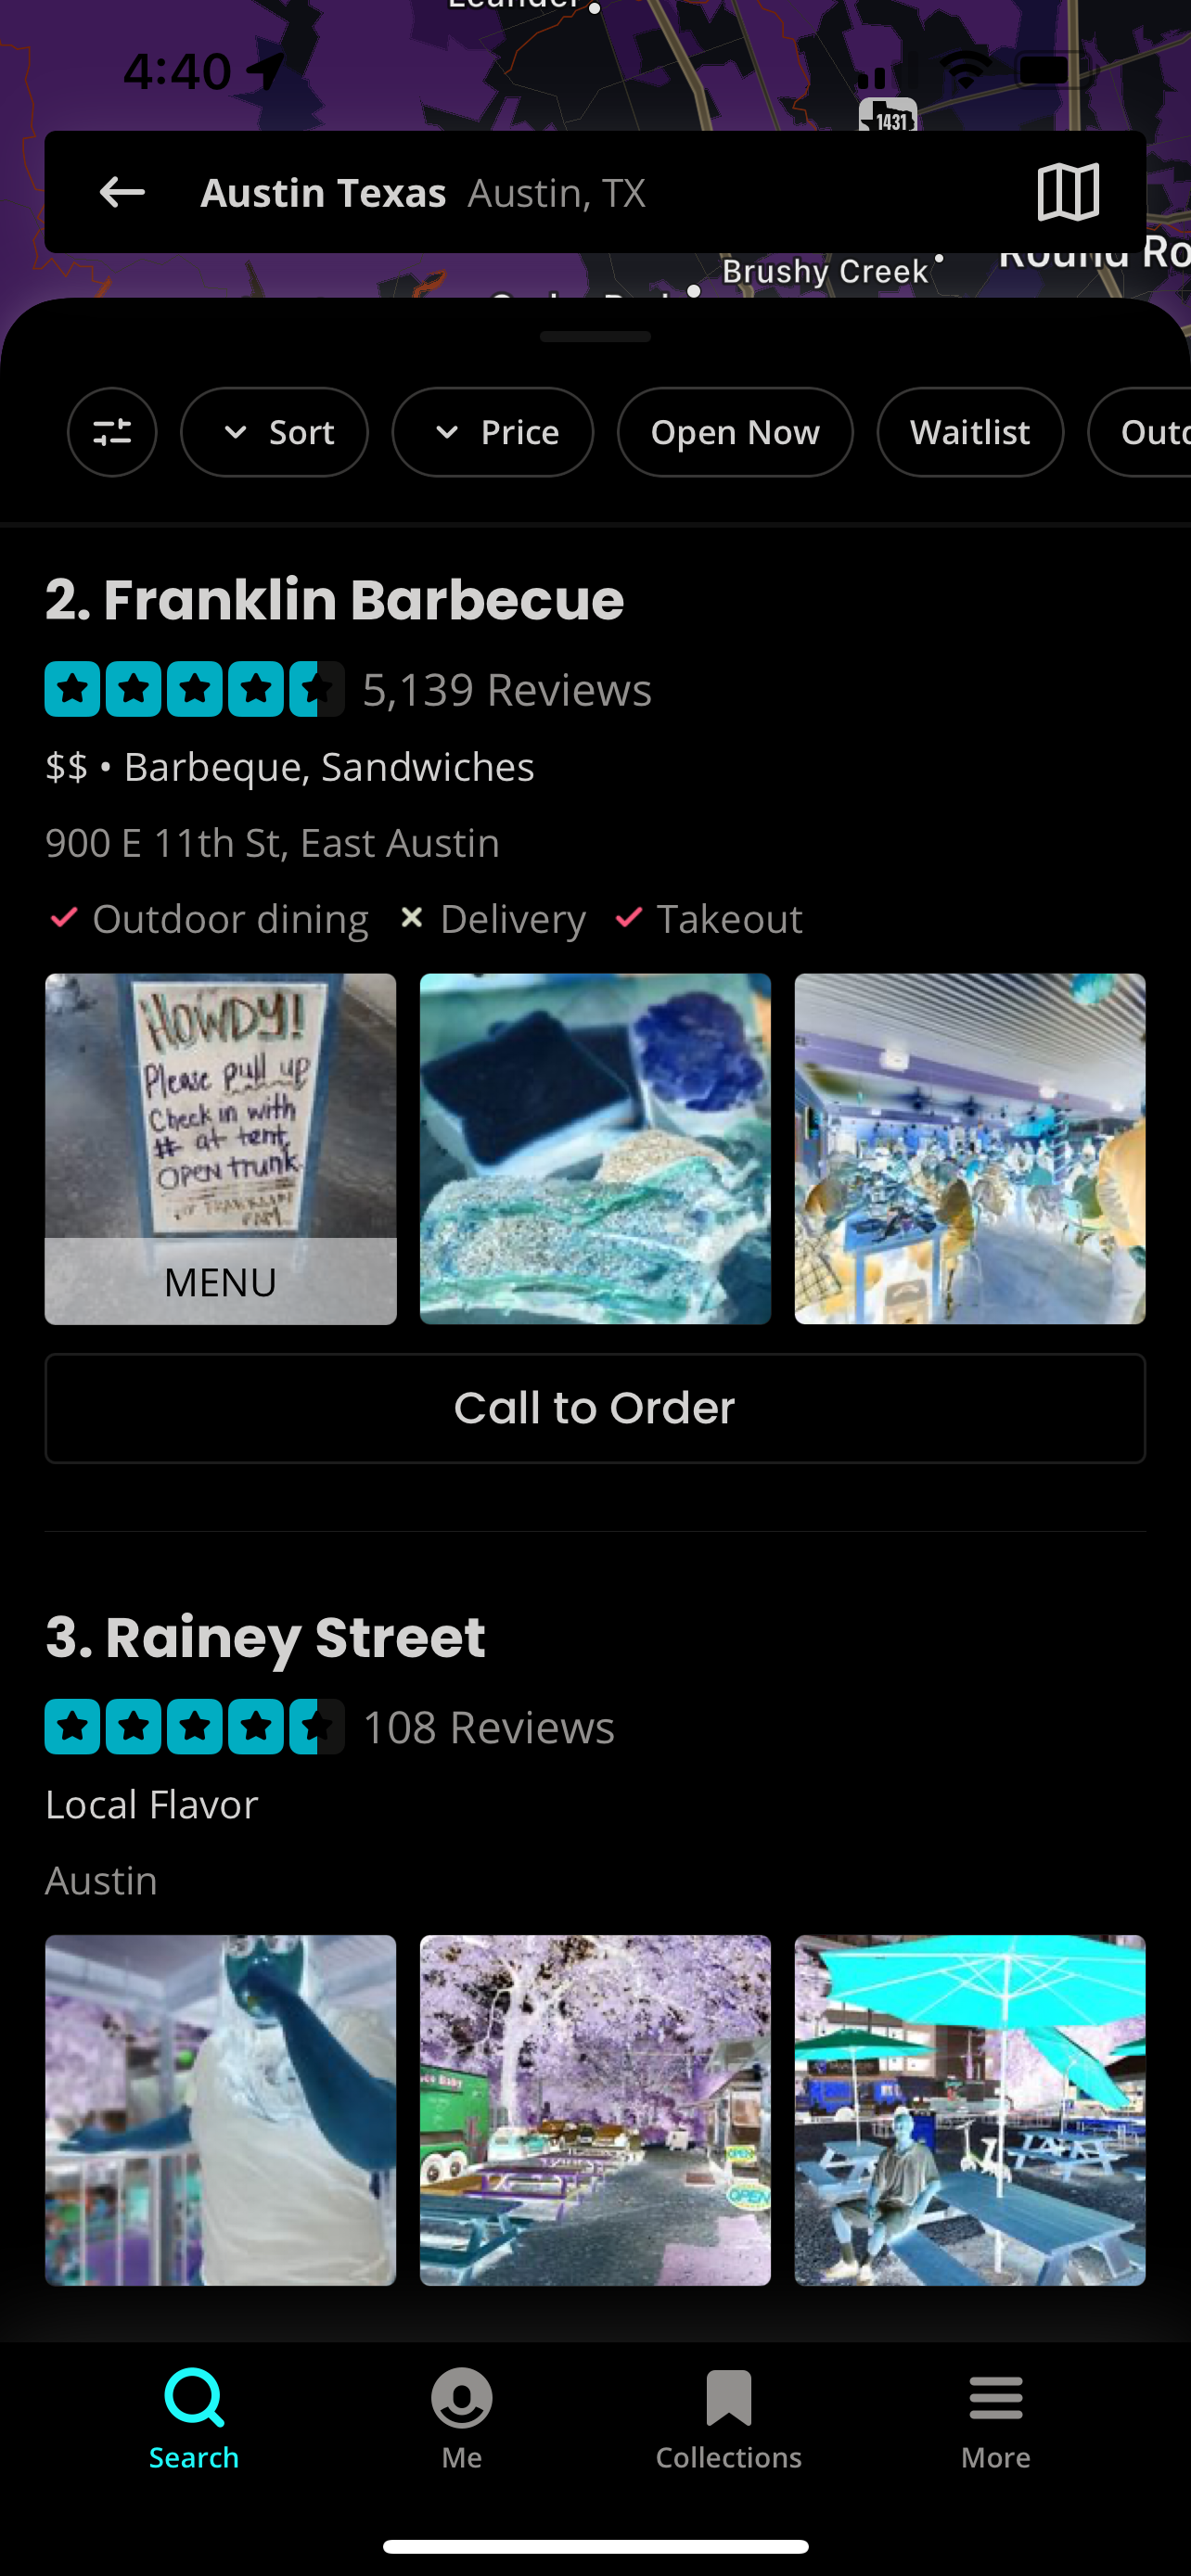 4:40
1431
Austin Texas Austin, TX
Brushy Creek
Sort
Price
Open Now
Waitlist
2. Franklin Barbecue
5,139 Reviews
$$ • Barbeque, Sandwiches
900 E 11th St, East Austin
Outdoor dining
Delivery
Takeout
HOWDY!
Please pull up
Check in with
# at tent,
OPEN trunk
MENU
Call to Order
3. Rainey Street
108 Reviews
Local Flavor
Austin
OPEN
OPEN
Search
Me
Collections
More